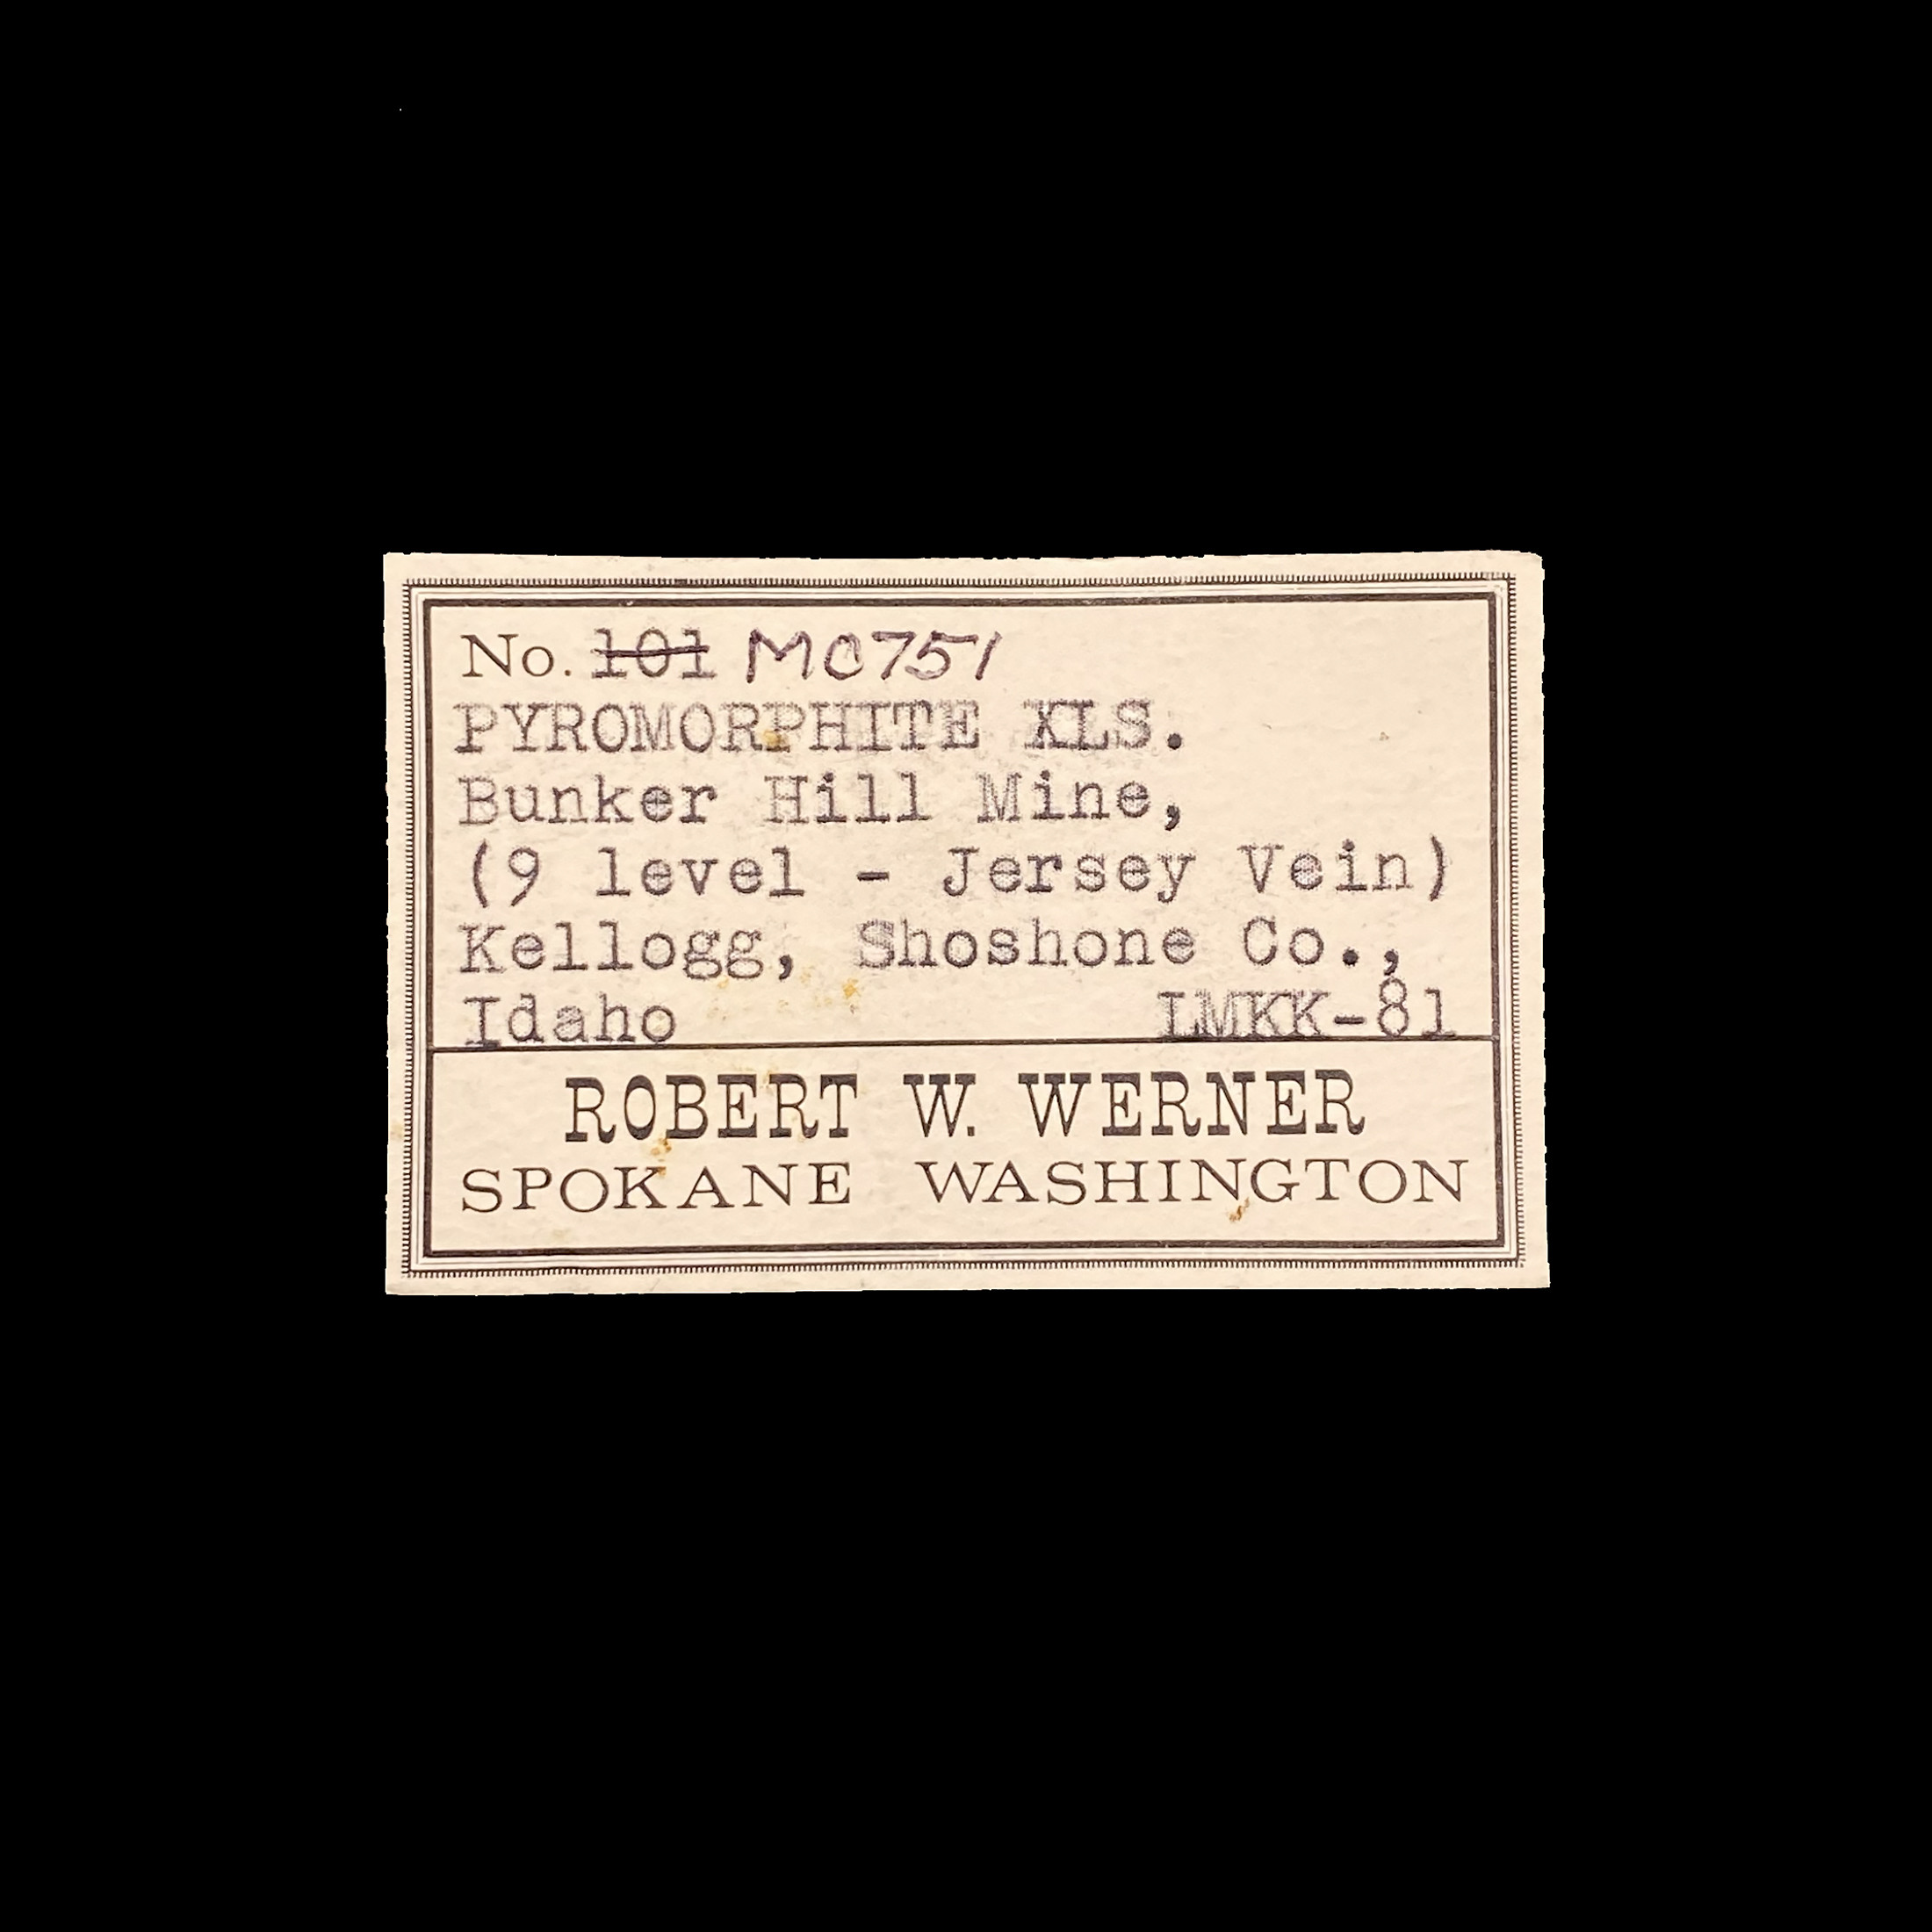 No. 101 MC751
PYROMORPHITE XLS.
Bunker Hill Mine,
(9 level - Jersey Vein)
Kellogg, Shoshone Co.,
Idaho LMKK-81
ROBERT W. WERNER
SPOKANE WASHINGTON